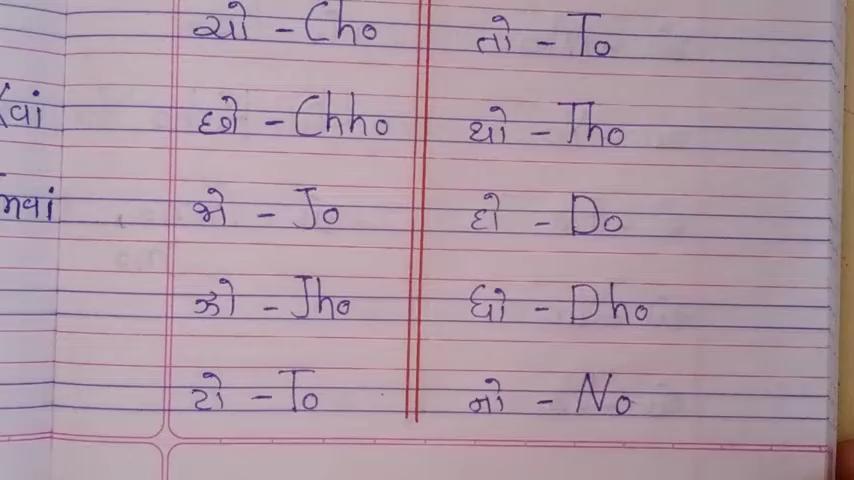 ચો - Cho
છો - Chho
જો - Jo
ઝો - Jho
ટો - To
તો - To
થો - Tho
દો - Do
ધો - Dho
નો - No